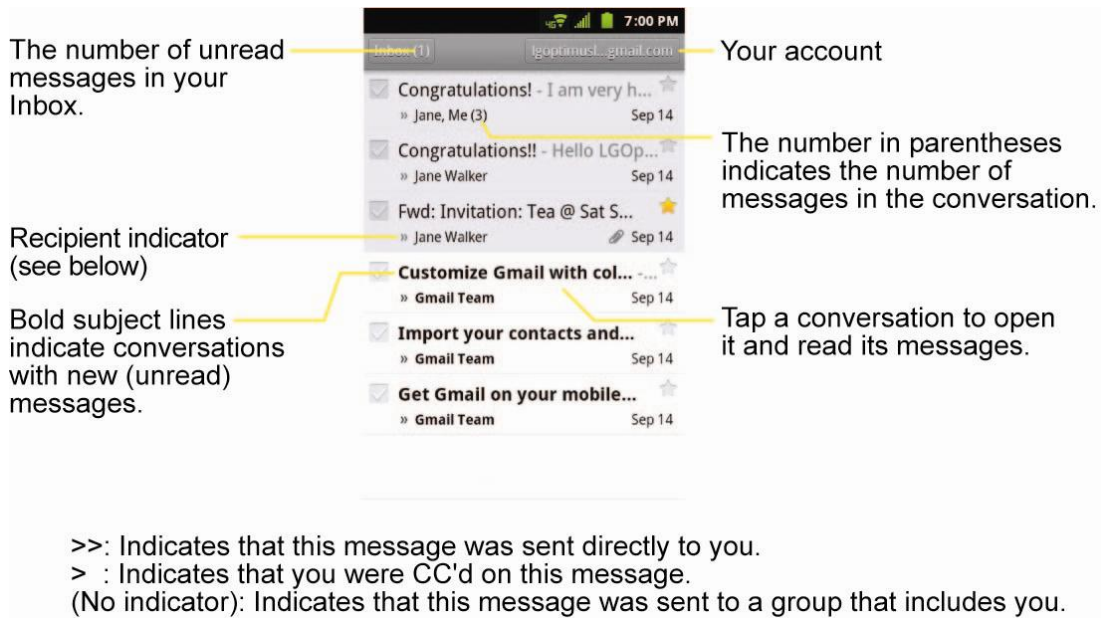 7:00 PM
The number of unread
messages in your
Inbox.
Inbox (1)
lgoptimusl...gmail.com
Your account
Congratulations! - I am very h...
» Jane, Me (3) Sep 14
The number in parentheses
indicates the number of
messages in the conversation.
Congratulations!! - Hello LGOp...
» Jane Walker Sep 14
Fwd: Invitation: Tea @ Sat S...
» Jane Walker Sep 14
Recipient indicator
(see below)
Customize Gmail with col... -...
» Gmail Team Sep 14
Bold subject lines
indicate conversations
with new (unread)
messages.
Tap a conversation to open
it and read its messages.
Import your contacts and...
» Gmail Team Sep 14
Get Gmail on your mobile...
» Gmail Team Sep 14
>>: Indicates that this message was sent directly to you.
> : Indicates that you were CC'd on this message.
(No indicator): Indicates that this message was sent to a group that includes you.